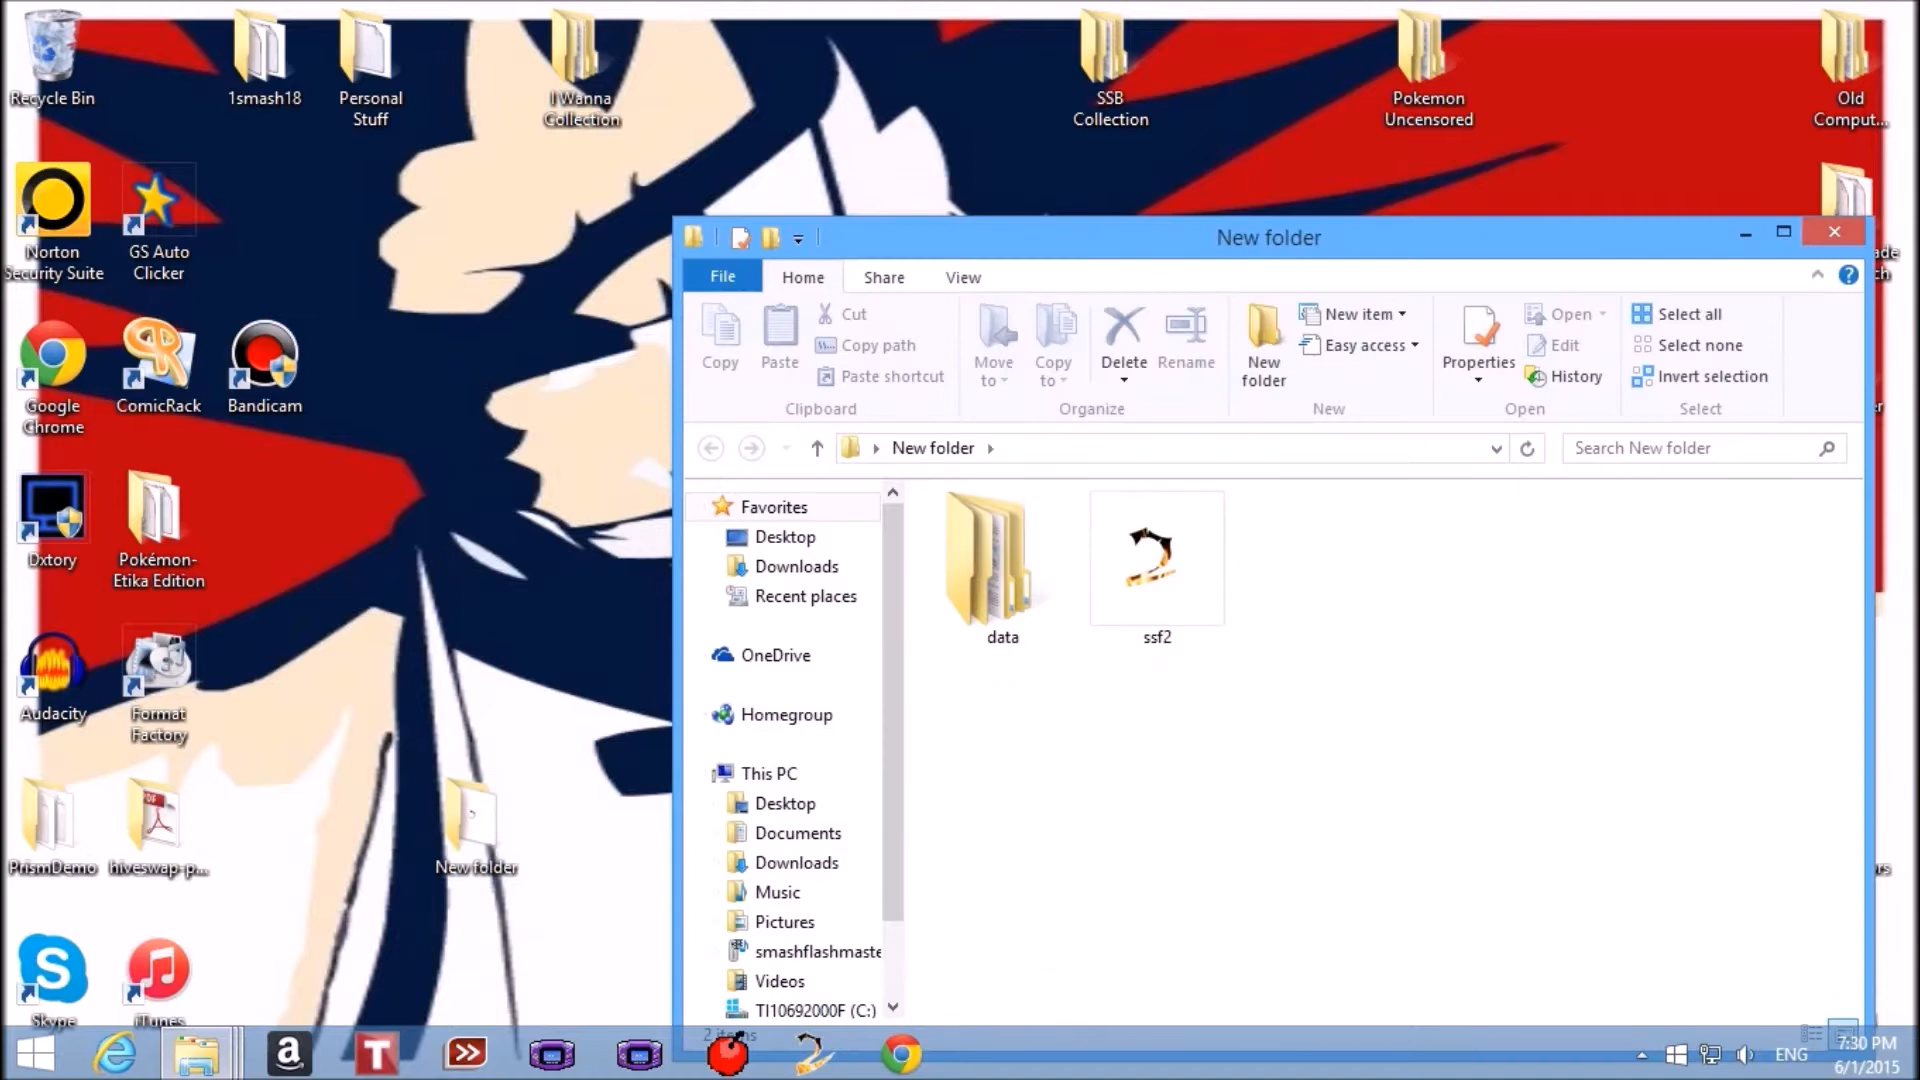 Recycle Bin
1smash18
Personal
Stuff
I Wanna
Collection
SSB
Collection
Pokemon
Uncensored
Old
Comput...
Norton
Security Suite
GS Auto
Clicker
Google
Chrome
ComicRack
Bandicam
Dxtory
Pokémon-
Etika Edition
Audacity
Format
Factory
PrismDemo
hiveswap-p...
New folder
Skype
iTunes
New folder
File
Home
Share
View
Copy
Paste
Cut
Copy path
Paste shortcut
Clipboard
Move
to
Copy
to
Delete
Rename
Organize
New
folder
New item
Easy access
New
Properties
Open
Edit
History
Open
Select all
Select none
Invert selection
Select
New folder
Search New folder
Favorites
Desktop
Downloads
Recent places
OneDrive
Homegroup
This PC
Desktop
Documents
Downloads
Music
Pictures
smashflashmaste
Videos
TI10692000F (C:)
data
ssf2
2 items
ENG
7:30 PM
6/1/2015